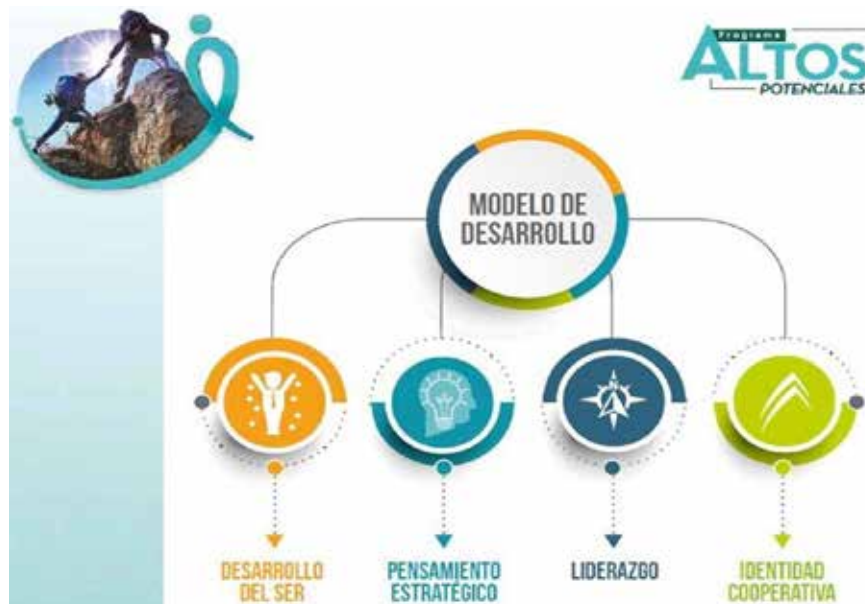 Programa
ALTOS
POTENCIALES
MODELO DE
DESARROLLO
DESARROLLO
DEL SER
PENSAMIENTO
ESTRATÉGICO
LIDERAZGO
IDENTIDAD
COOPERATIVA